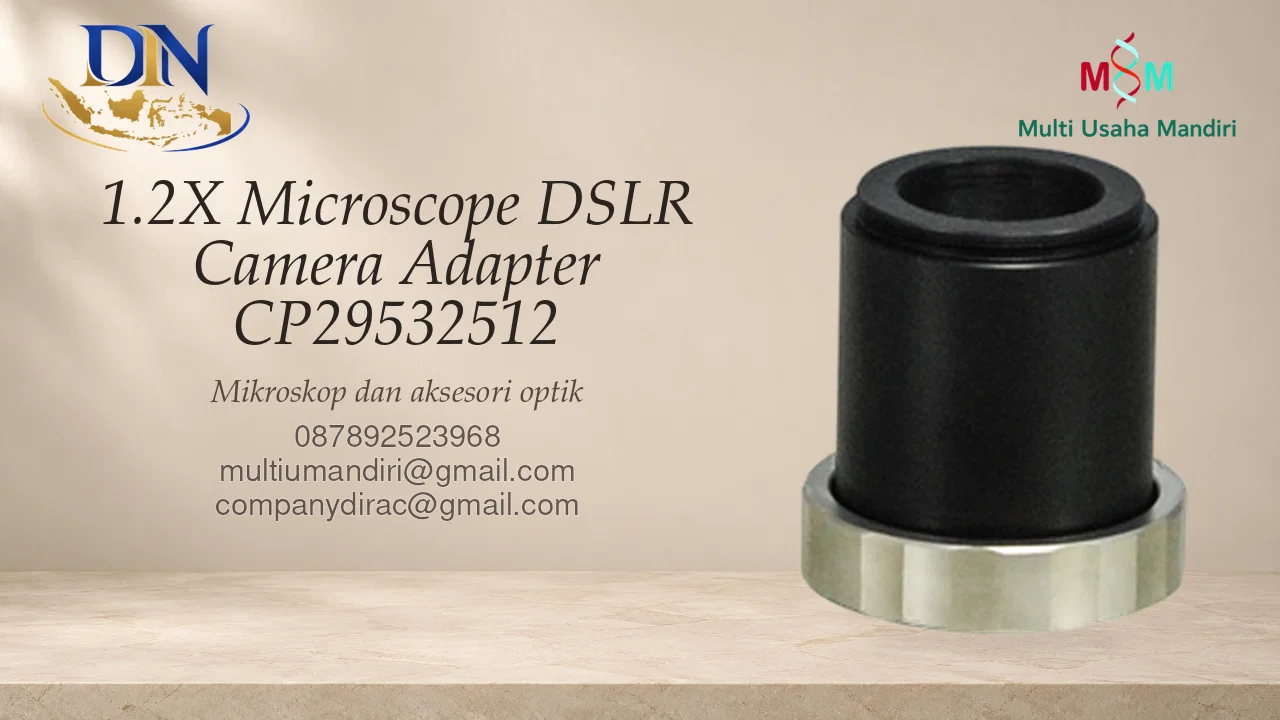 DN
M M
Multi Usaha Mandiri
1.2X Microscope DSLR
Camera Adapter
CP29532512
Mikroskop dan aksesori optik
087892523968
multiumandiri@gmail.com
companydirac@gmail.com